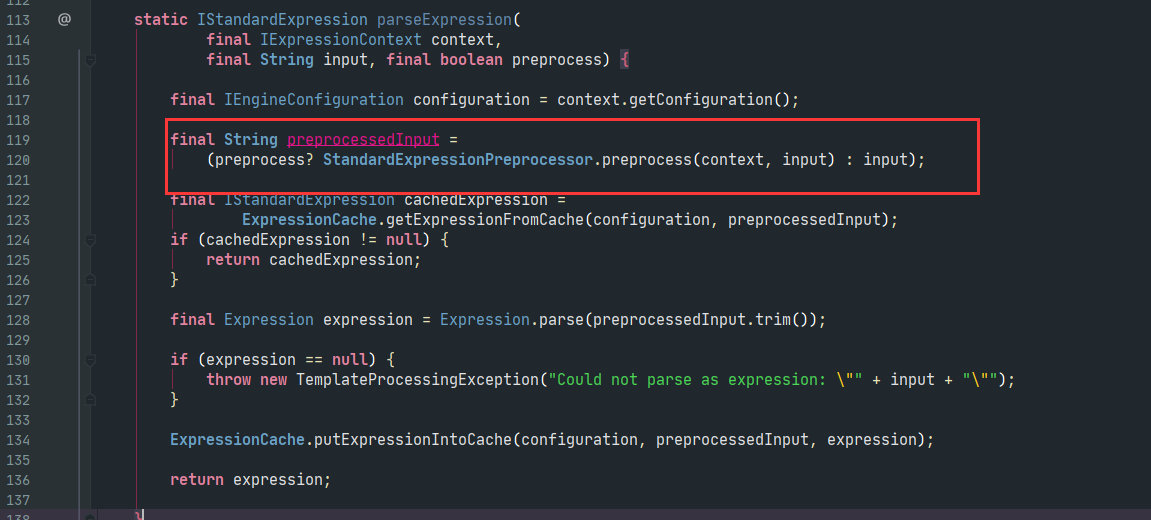 112
113 @ static IStandardExpression parseExpression(
114 final IExpressionContext context,
115 final String input, final boolean preprocess) {
116
117 final IEngineConfiguration configuration = context.getConfiguration();
118
119 final String preprocessedInput =
120 (preprocess? StandardExpressionPreprocessor.preprocess(context, input) : input);
121
122 final IStandardExpression cachedExpression =
123 ExpressionCache.getExpressionFromCache(configuration, preprocessedInput);
124 if (cachedExpression != null) {
125 return cachedExpression;
126 }
127
128 final Expression expression = Expression.parse(preprocessedInput.trim());
129
130 if (expression == null) {
131 throw new TemplateProcessingException("Could not parse as expression: \"" + input + "\"");
132 }
133
134 ExpressionCache.putExpressionIntoCache(configuration, preprocessedInput, expression);
135
136 return expression;
137
138 }